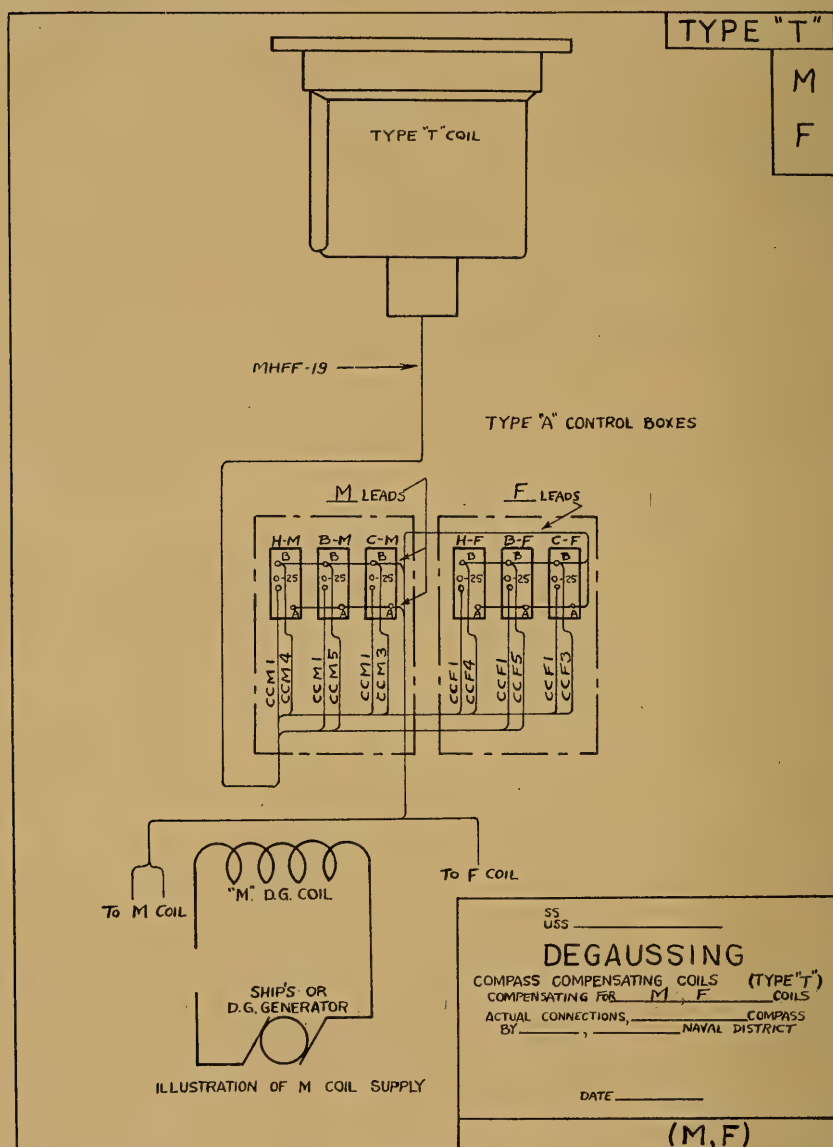 TYPE "T"
M
F
TYPE "T" COIL
MHFF-19
TYPE "A" CONTROL BOXES
M LEADS
F LEADS
H-M B-M C-M
H-F B-F C-F
B B B B B B
0-25 0-25 0-25 0-25 0-25 0-25
A A A A A A
CCM1
CCM4
CCM1
CCM5
CCM1
CCM3
CCF1
CCF4
CCF1
CCF5
CCF1
CCF3
TO M COIL
"M" D.G. COIL
TO F COIL
SHIP'S OR
D.G. GENERATOR
ILLUSTRATION OF M COIL SUPPLY
SS
USS
DEGAUSSING
COMPASS COMPENSATING COILS (TYPE "T")
COMPENSATING FOR M, F COILS
ACTUAL CONNECTIONS, COMPASS
BY , NAVAL DISTRICT
DATE
(M,F)